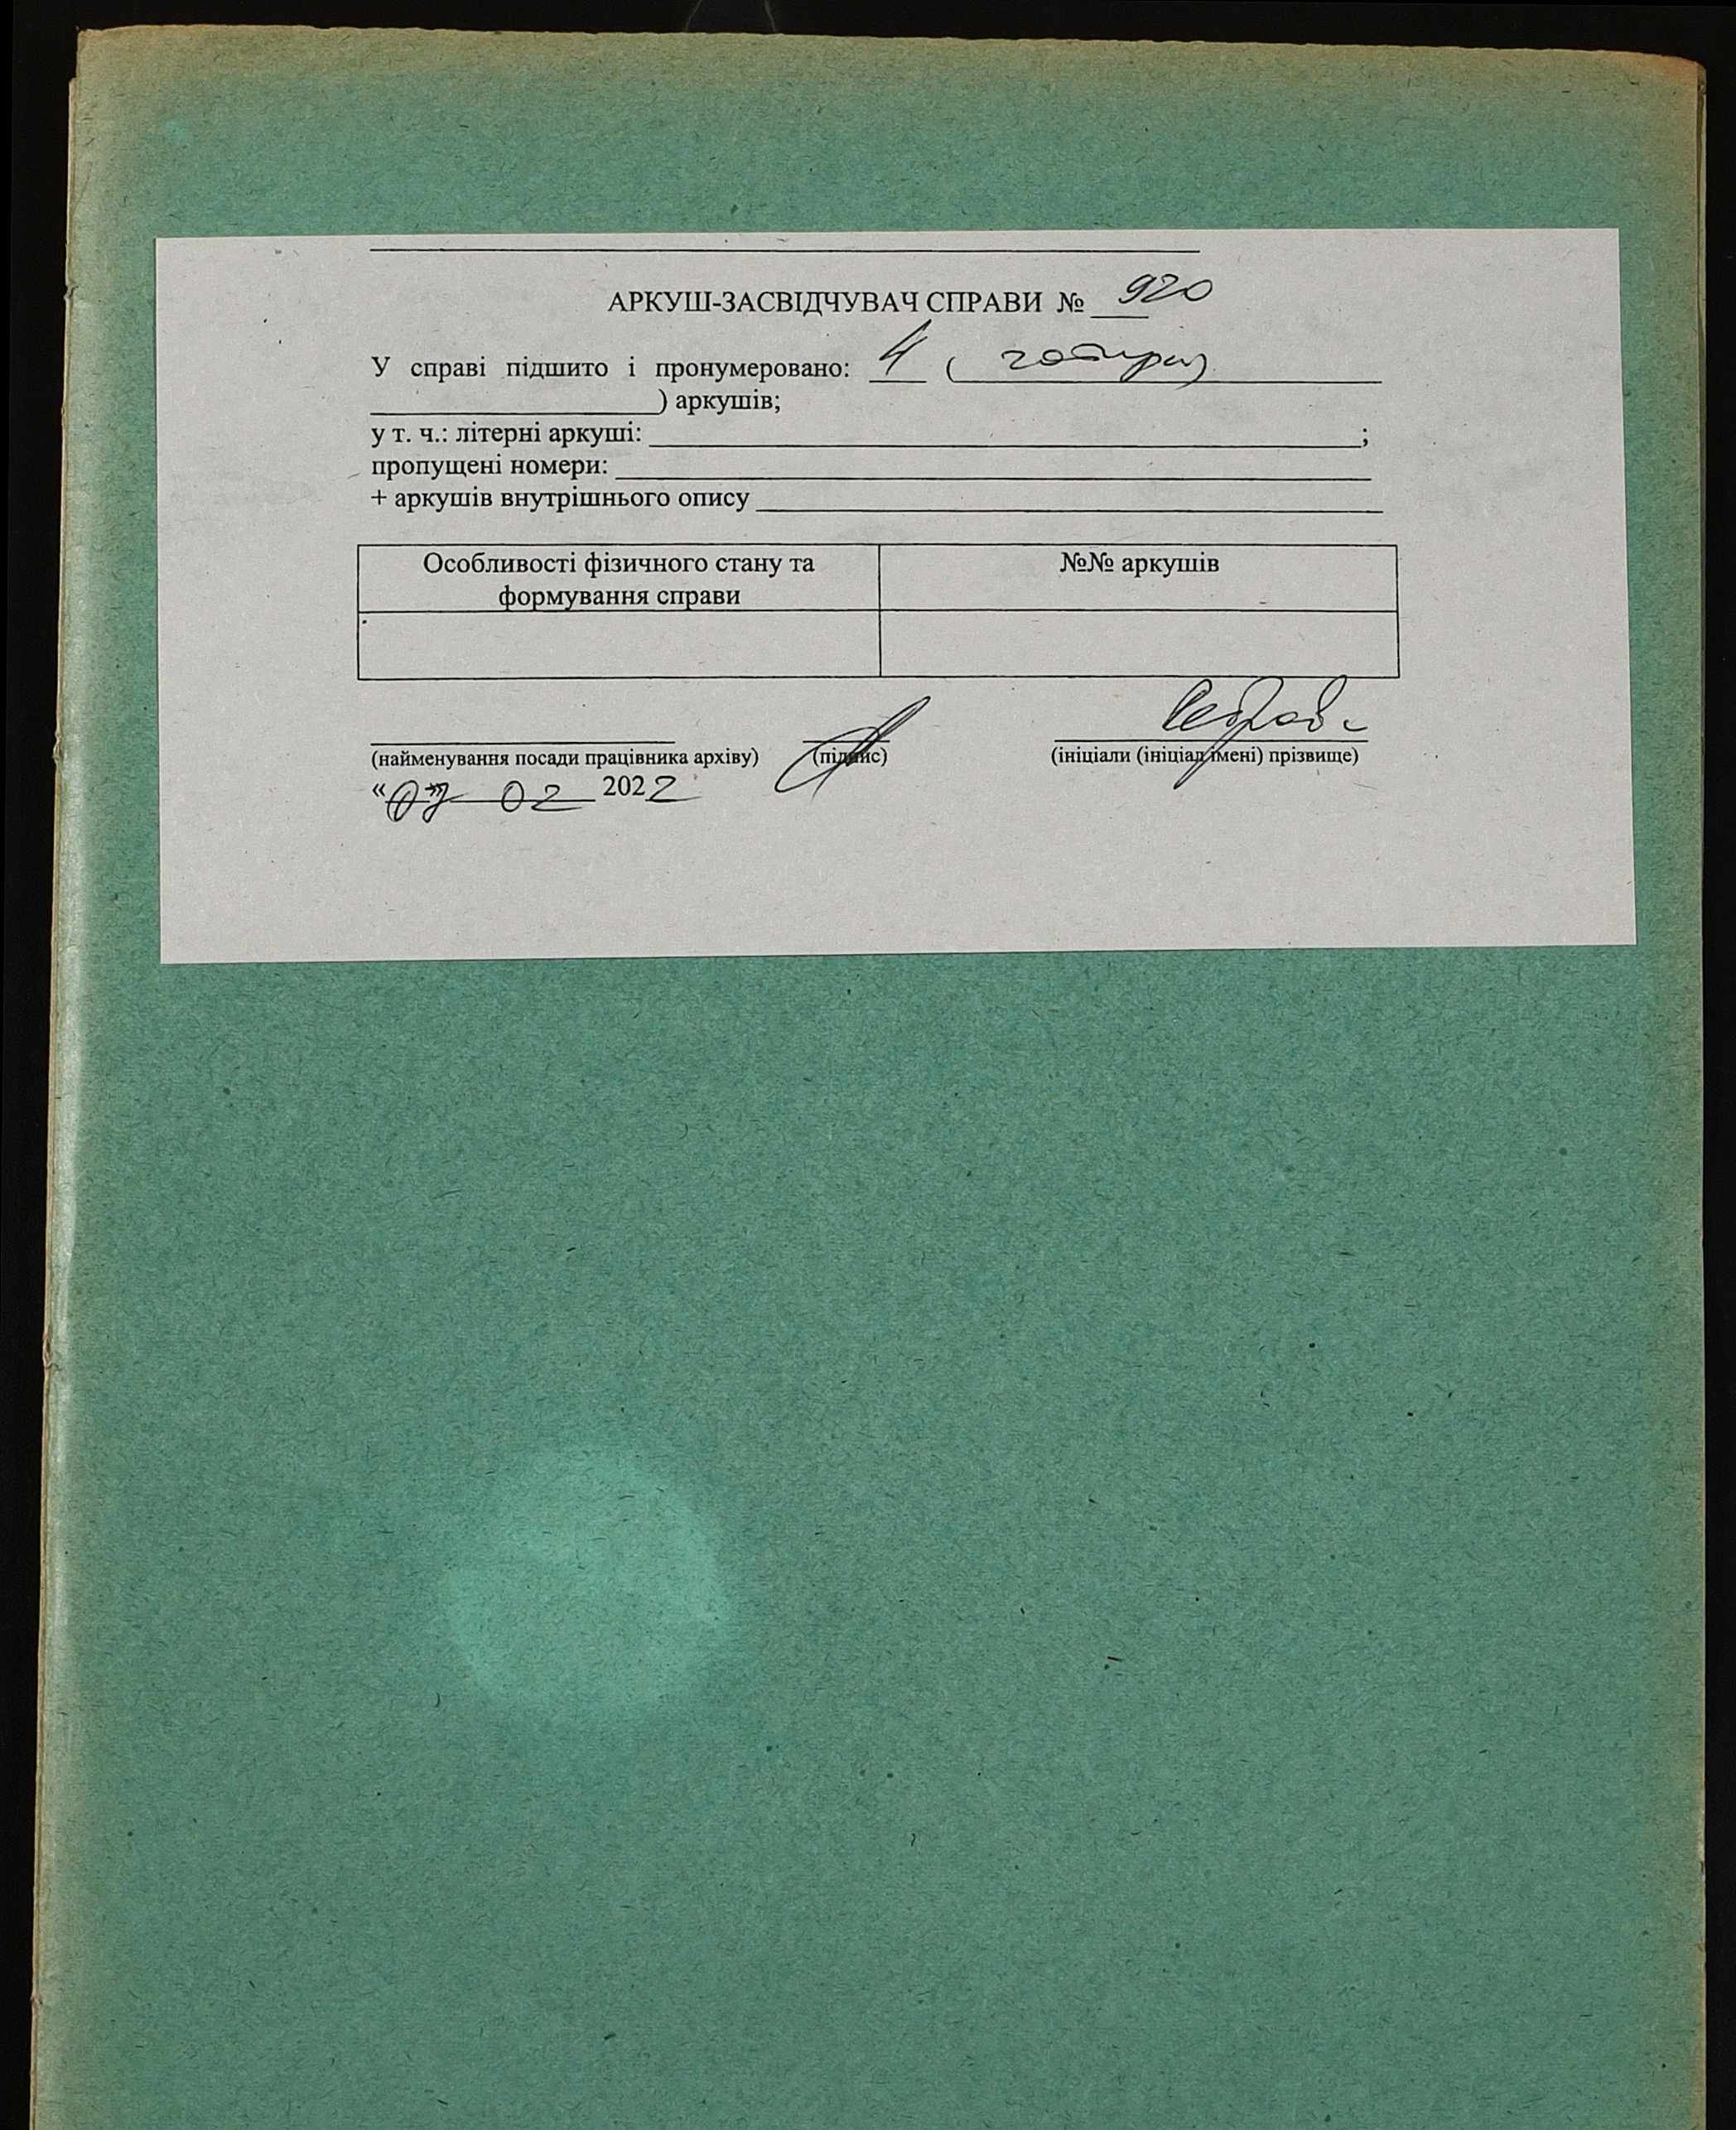 АРКУШ-ЗАСВІДЧУВАЧ СПРАВИ № 920
У справі підшито і пронумеровано: 4 ( чотири)
) аркушів;
у т. ч.: літерні аркуші: ;
пропущені номери:
+ аркушів внутрішнього опису
Особливості фізичного стану та формування справи
№№ аркушів
(найменування посади працівника архіву) (підпис) (ініціали (ініціал імені) прізвище)
«07» 02 2022